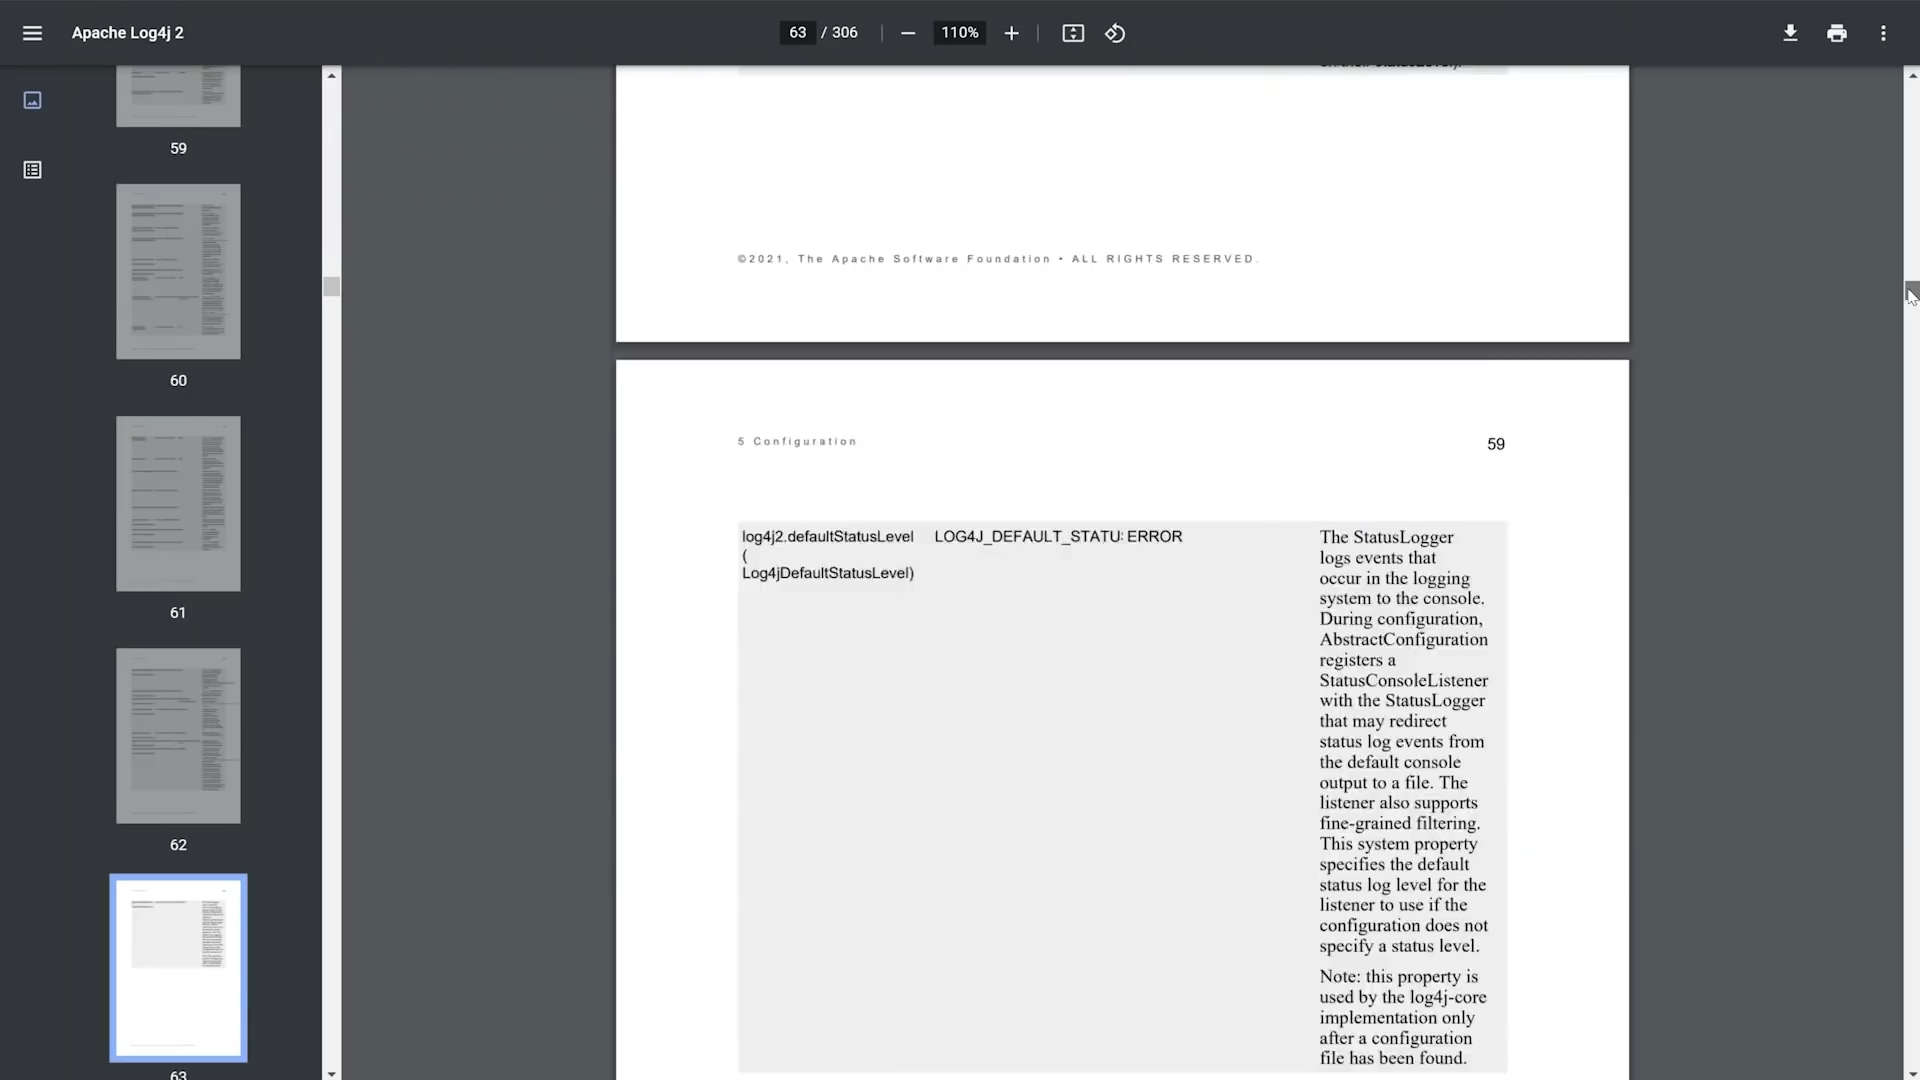 Apache Log4j 2
63 / 306
110%
59
60
61
62
63
©2021, The Apache Software Foundation • ALL RIGHTS RESERVED.
5 Configuration
59
log4j2.defaultStatusLevel
(
Log4jDefaultStatusLevel)
LOG4J_DEFAULT_STATU
ERROR
The StatusLogger
logs events that
occur in the logging
system to the console.
During configuration,
AbstractConfiguration
registers a
StatusConsoleListener
with the StatusLogger
that may redirect
status log events from
the default console
output to a file. The
listener also supports
fine-grained filtering.
This system property
specifies the default
status log level for the
listener to use if the
configuration does not
specify a status level.
Note: this property is
used by the log4j-core
implementation only
after a configuration
file has been found.